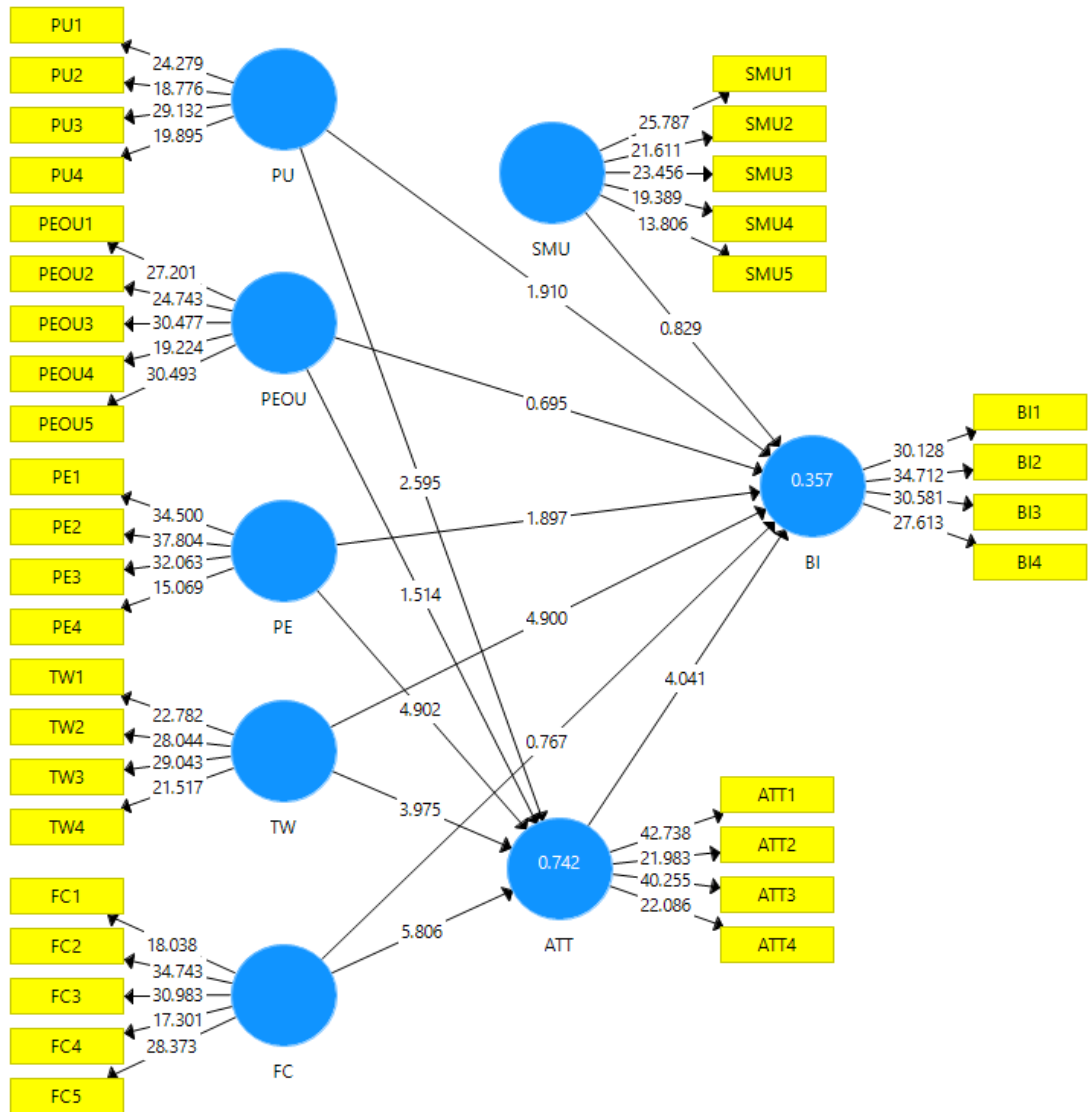 PU1
PU2
PU3
PU4
24.279
18.776
29.132
19.895
PU
PEOU1
PEOU2
PEOU3
PEOU4
PEOU5
27.201
24.743
30.477
19.224
30.493
PEOU
PE1
PE2
PE3
PE4
34.500
37.804
32.063
15.069
PE
TW1
TW2
TW3
TW4
22.782
28.044
29.043
21.517
TW
FC1
FC2
FC3
FC4
FC5
18.038
34.743
30.983
17.301
28.373
FC
SMU
25.787
21.611
23.456
19.389
13.806
SMU1
SMU2
SMU3
SMU4
SMU5
1.910
0.829
0.695
2.595
1.897
1.514
4.900
4.902
4.041
0.767
3.975
5.806
0.357
BI
30.128
34.712
30.581
27.613
BI1
BI2
BI3
BI4
0.742
ATT
42.738
21.983
40.255
22.086
ATT1
ATT2
ATT3
ATT4